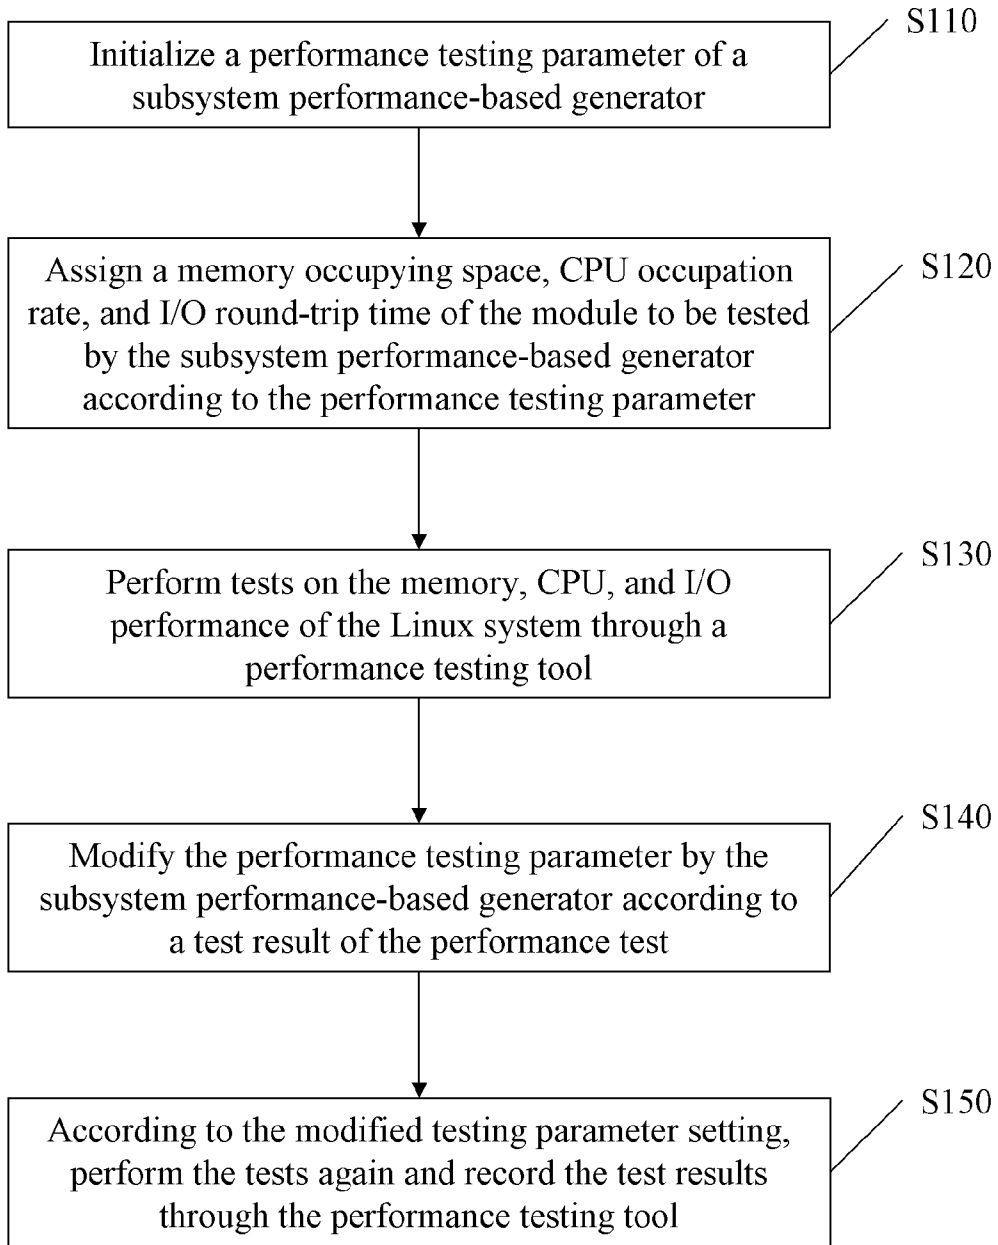 S110
Initialize a performance testing parameter of a
subsystem performance-based generator
S120
Assign a memory occupying space, CPU occupation
rate, and I/O round-trip time of the module to be tested
by the subsystem performance-based generator
according to the performance testing parameter
S130
Perform tests on the memory, CPU, and I/O
performance of the Linux system through a
performance testing tool
S140
Modify the performance testing parameter by the
subsystem performance-based generator according to
a test result of the performance test
S150
According to the modified testing parameter setting,
perform the tests again and record the test results
through the performance testing tool